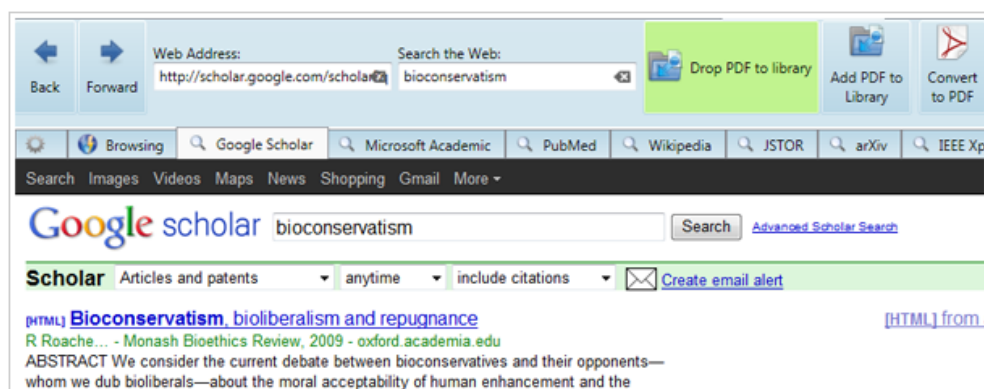 Back
Forward
Web Address:
http://scholar.google.com/scholar
Search the Web:
bioconservatism
Drop PDF to library
Add PDF to
Library
Convert
to PDF
Browsing Google Scholar Microsoft Academic PubMed Wikipedia JSTOR arXiv IEEE Xp
Search Images Videos Maps News Shopping Gmail More
Google scholar bioconservatism Search Advanced Scholar Search
Scholar Articles and patents anytime include citations Create email alert
[HTML] Bioconservatism, bioliberalism and repugnance [HTML] from
R Roache... - Monash Bioethics Review, 2009 - oxford.academia.edu
ABSTRACT We consider the current debate between bioconservatives and their opponents—
whom we dub bioliberals—about the moral acceptability of human enhancement and the